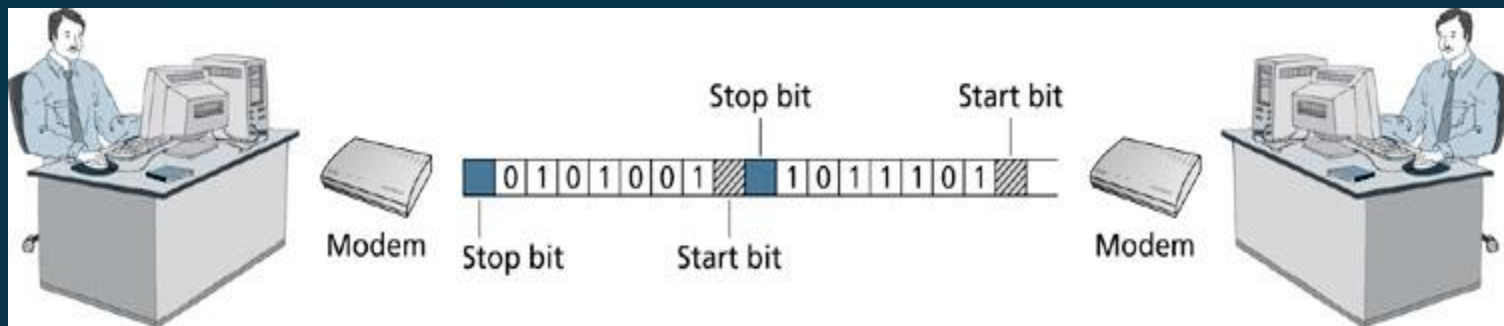 Stop bit Start bit
0 1 0 1 0 0 1 1 0 1 1 1 0 1
Modem Stop bit Start bit Modem